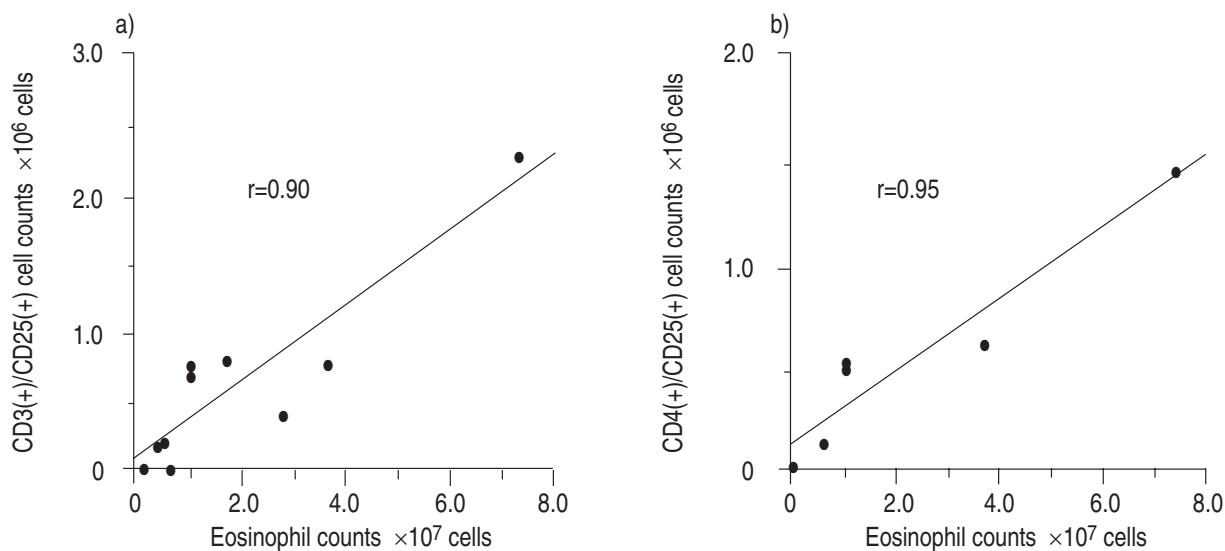 a)
3.0
2.0
1.0
0
r=0.90
CD3(+)/CD25(+) cell counts ×10⁶ cells
0 2.0 4.0 6.0 8.0
Eosinophil counts ×10⁷ cells
b)
2.0
1.0
0
r=0.95
CD4(+)/CD25(+) cell counts ×10⁶ cells
0 2.0 4.0 6.0 8.0
Eosinophil counts ×10⁷ cells